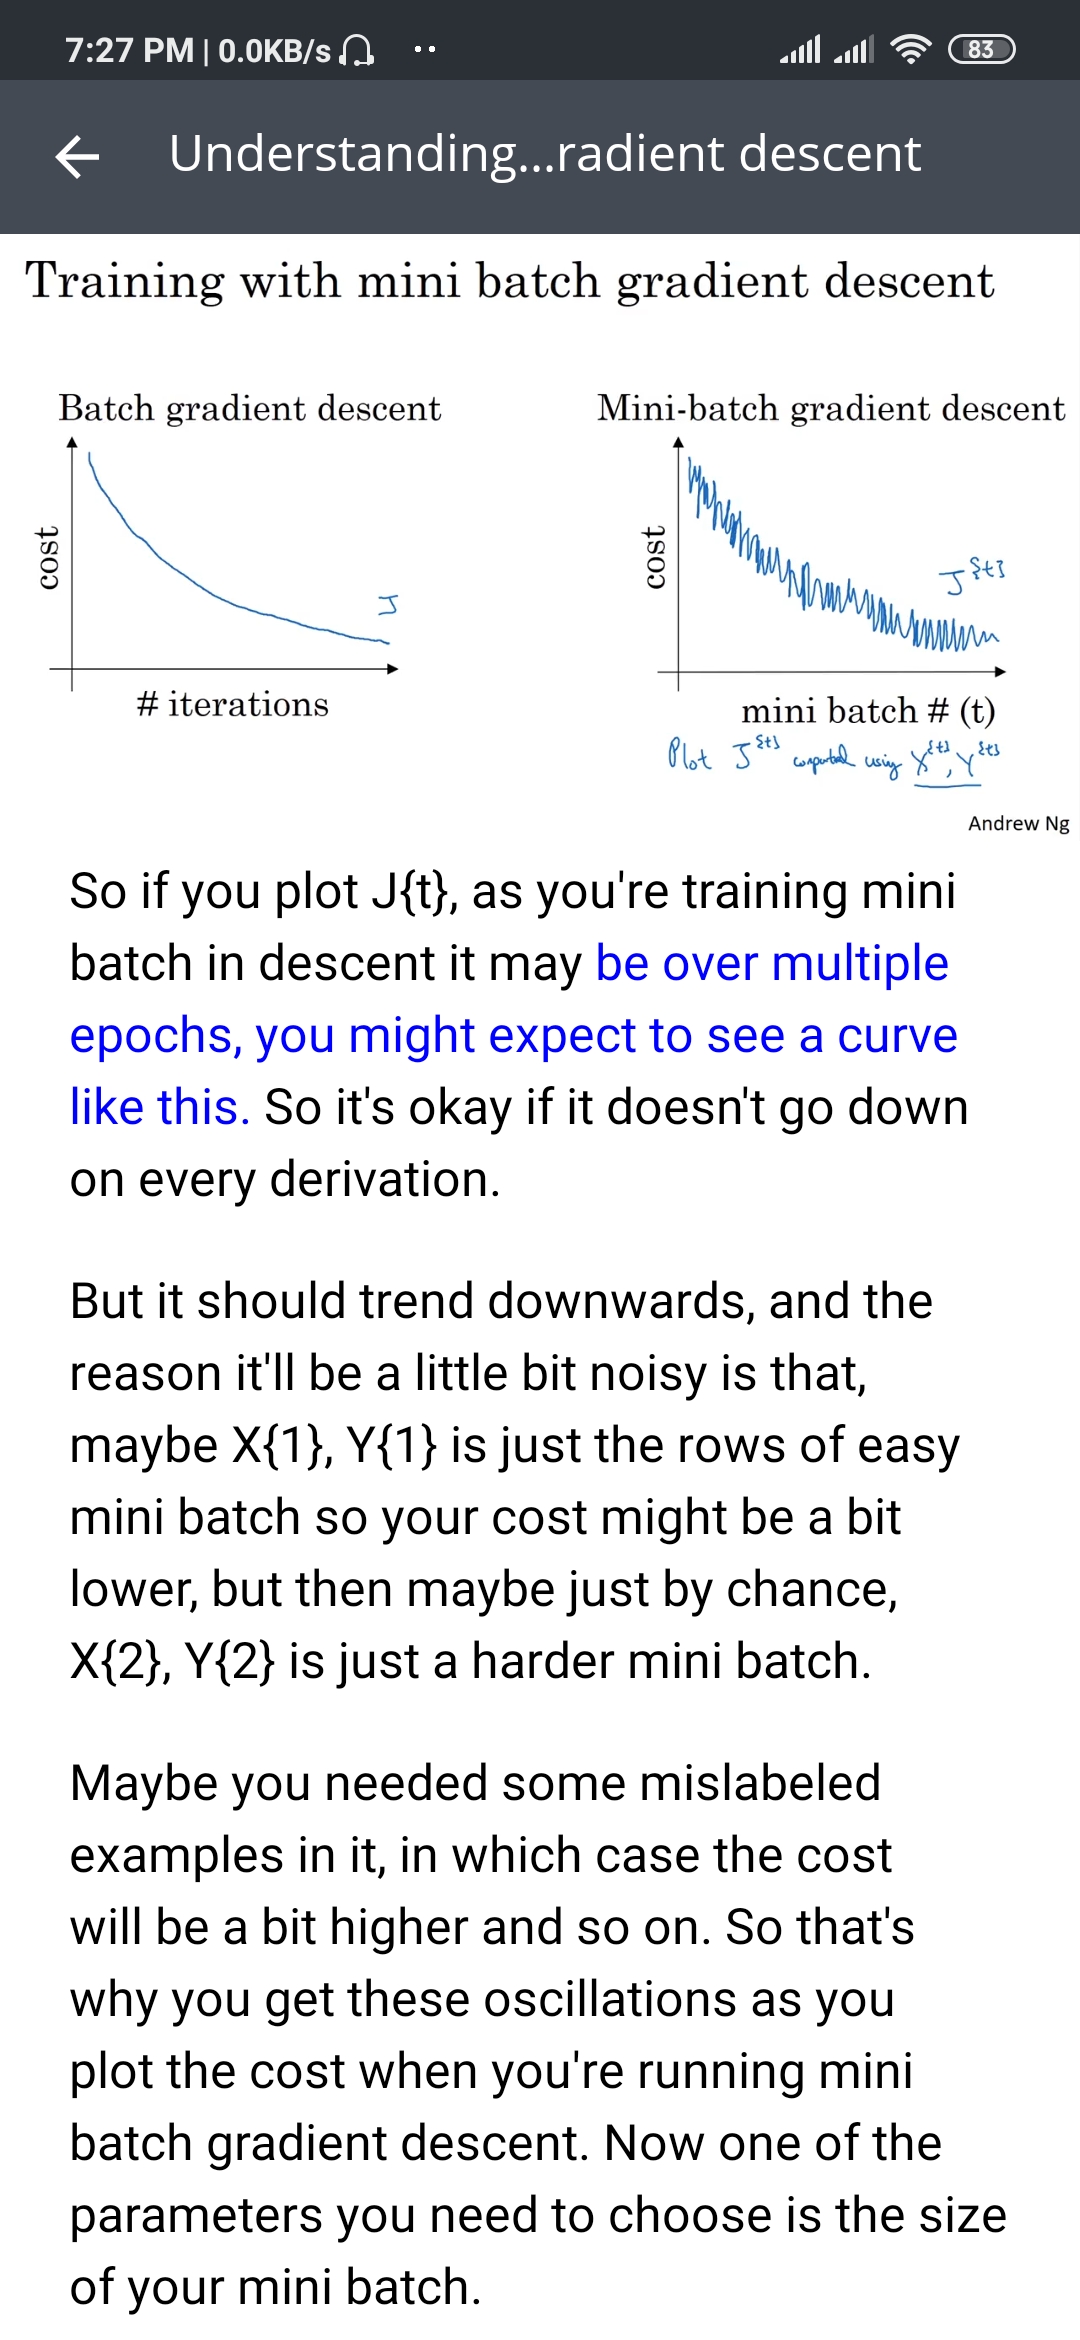 7:27 PM | 0.0KB/s
83
Understanding...radient descent
Training with mini batch gradient descent
Batch gradient descent
cost
J
# iterations
Mini-batch gradient descent
cost
J{t}
mini batch # (t)
Plot J{t} computed using X{t}, Y{t}
Andrew Ng
So if you plot J{t}, as you're training mini
batch in descent it may be over multiple
epochs, you might expect to see a curve
like this. So it's okay if it doesn't go down
on every derivation.
But it should trend downwards, and the
reason it'll be a little bit noisy is that,
maybe X{1}, Y{1} is just the rows of easy
mini batch so your cost might be a bit
lower, but then maybe just by chance,
X{2}, Y{2} is just a harder mini batch.
Maybe you needed some mislabeled
examples in it, in which case the cost
will be a bit higher and so on. So that's
why you get these oscillations as you
plot the cost when you're running mini
batch gradient descent. Now one of the
parameters you need to choose is the size
of your mini batch.